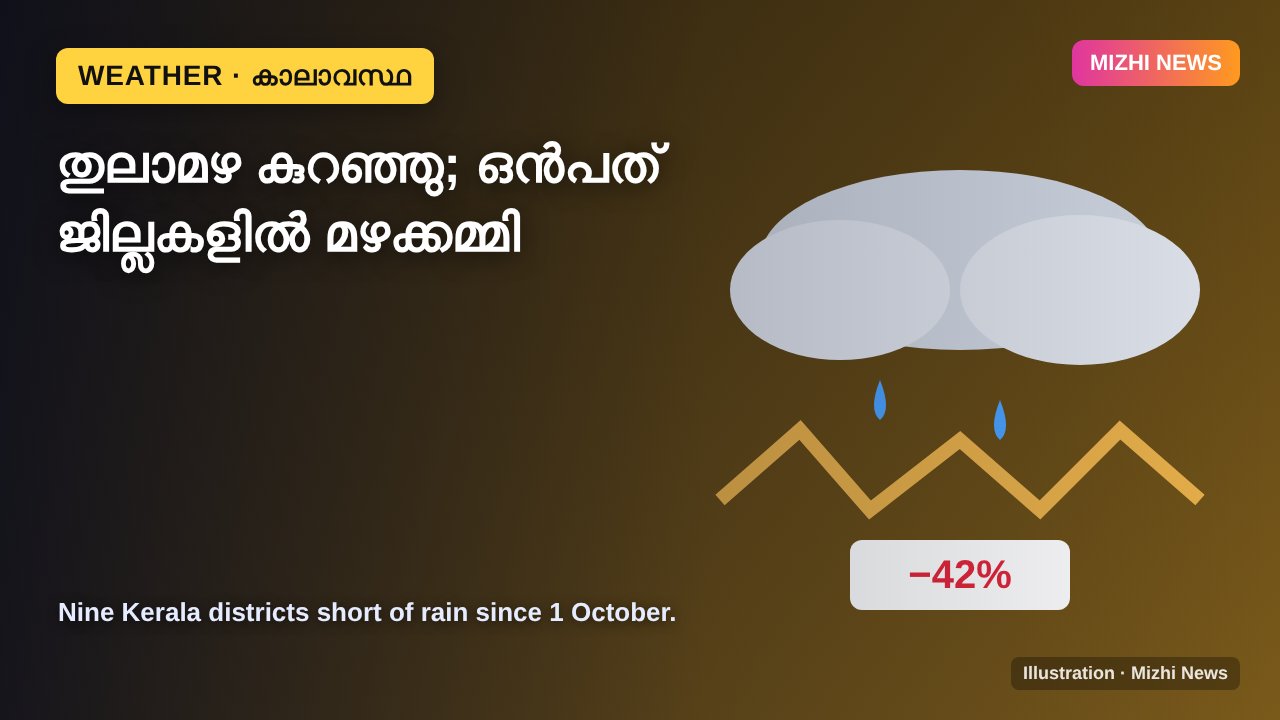 WEATHER · കാലാവസ്ഥ
MIZHI NEWS
തുലാമഴ കുറഞ്ഞു; ഒൻപത്
ജില്ലകളിൽ മഴക്കമ്മി
−42%
Nine Kerala districts short of rain since 1 October.
Illustration · Mizhi News